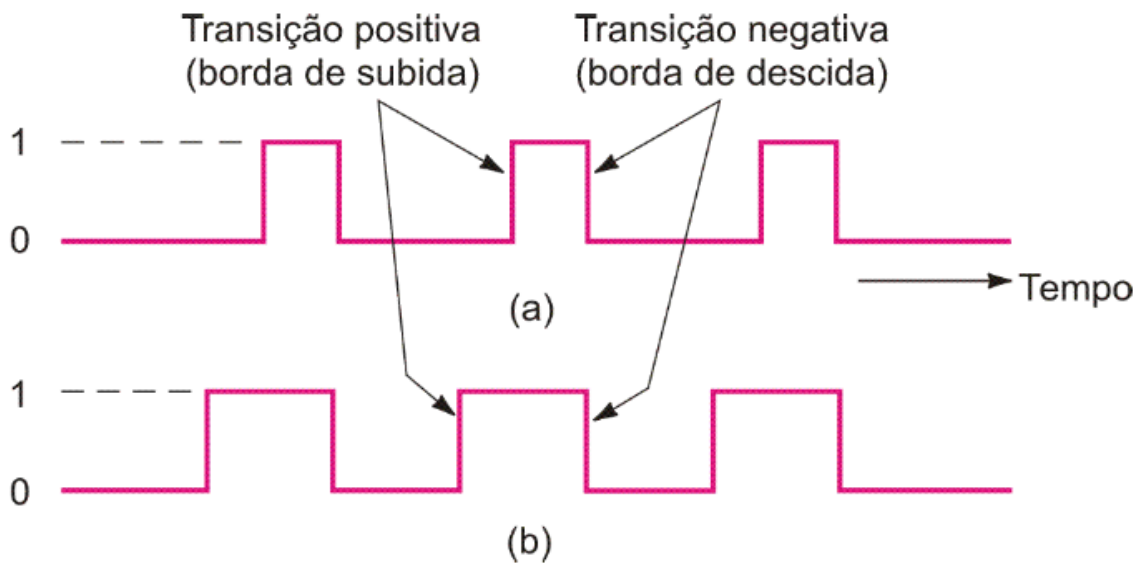 Transição positiva
(borda de subida)
Transição negativa
(borda de descida)
1
0
Tempo
(a)
1
0
(b)